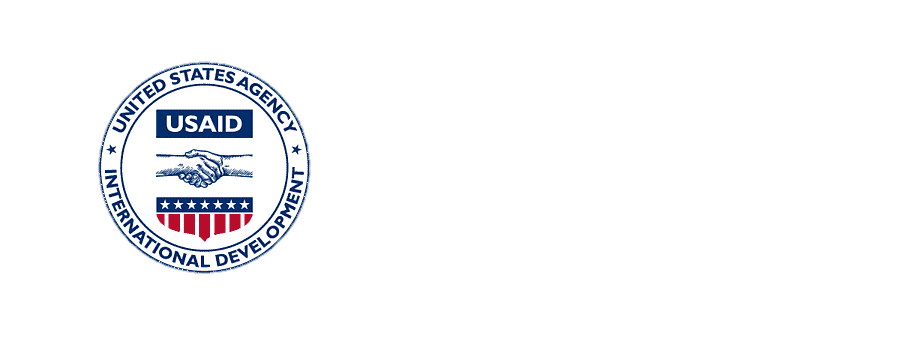 UNITED STATES AGENCY
USAID
INTERNATIONAL DEVELOPMENT